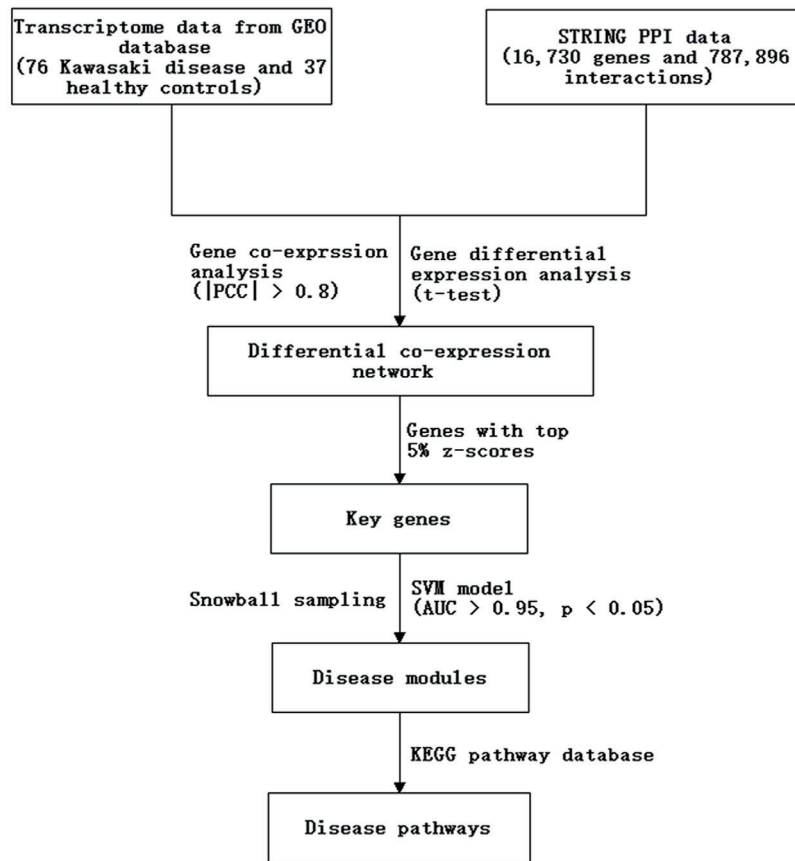 Transcriptome data from GEO
database
(76 Kawasaki disease and 37
healthy controls)
STRING PPI data
(16,730 genes and 787,896
interactions)
Gene co-exprssion
analysis
(|PCC| > 0.8)
Gene differential
expression analysis
(t-test)
Differential co-expression
network
Genes with top
5% z-scores
Key genes
Snowball sampling
SVM model
(AUC > 0.95, p < 0.05)
Disease modules
KEGG pathway database
Disease pathways